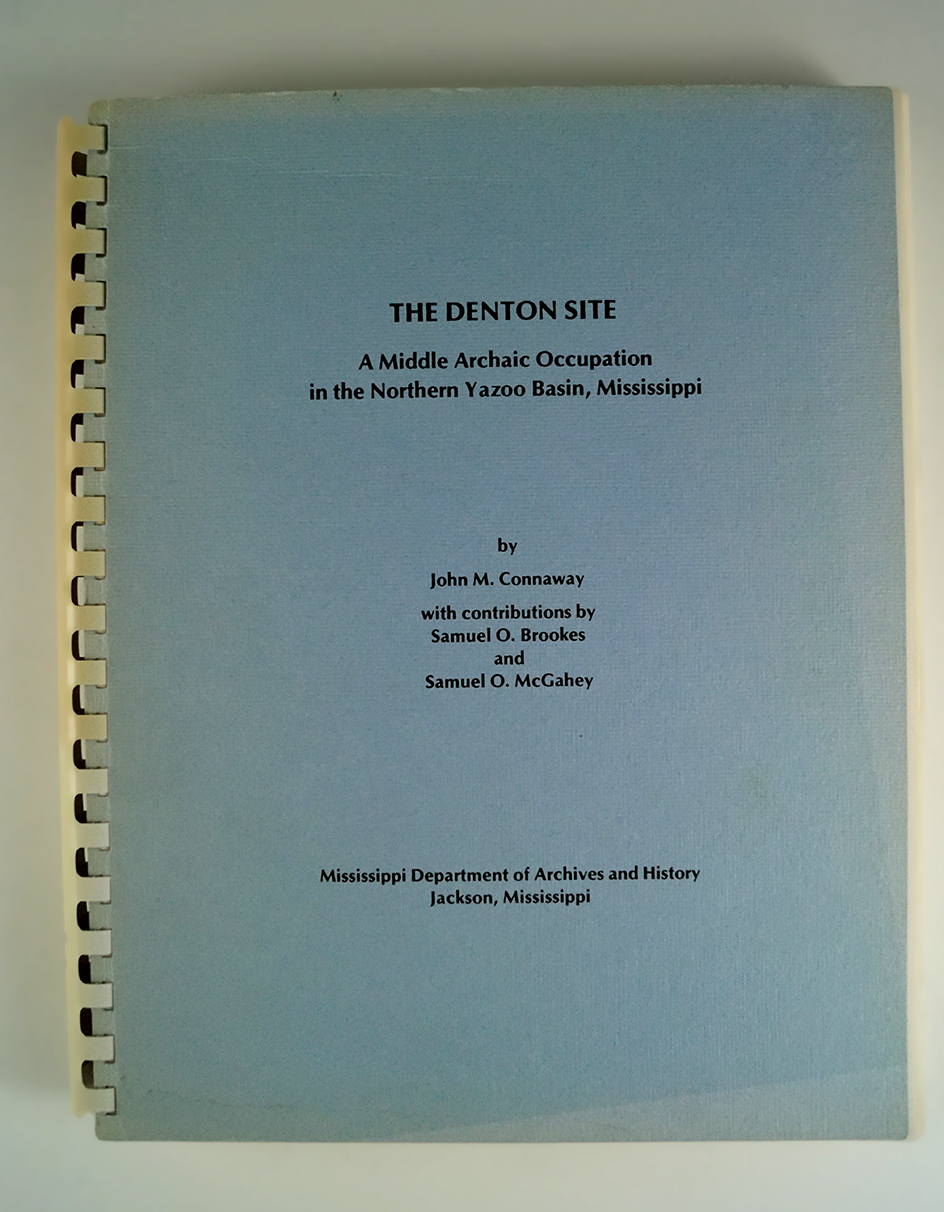 THE DENTON SITE
A Middle Archaic Occupation
in the Northern Yazoo Basin, Mississippi
by
John M. Connaway
with contributions by
Samuel O. Brookes
and
Samuel O. McGahey
Mississippi Department of Archives and History
Jackson, Mississippi